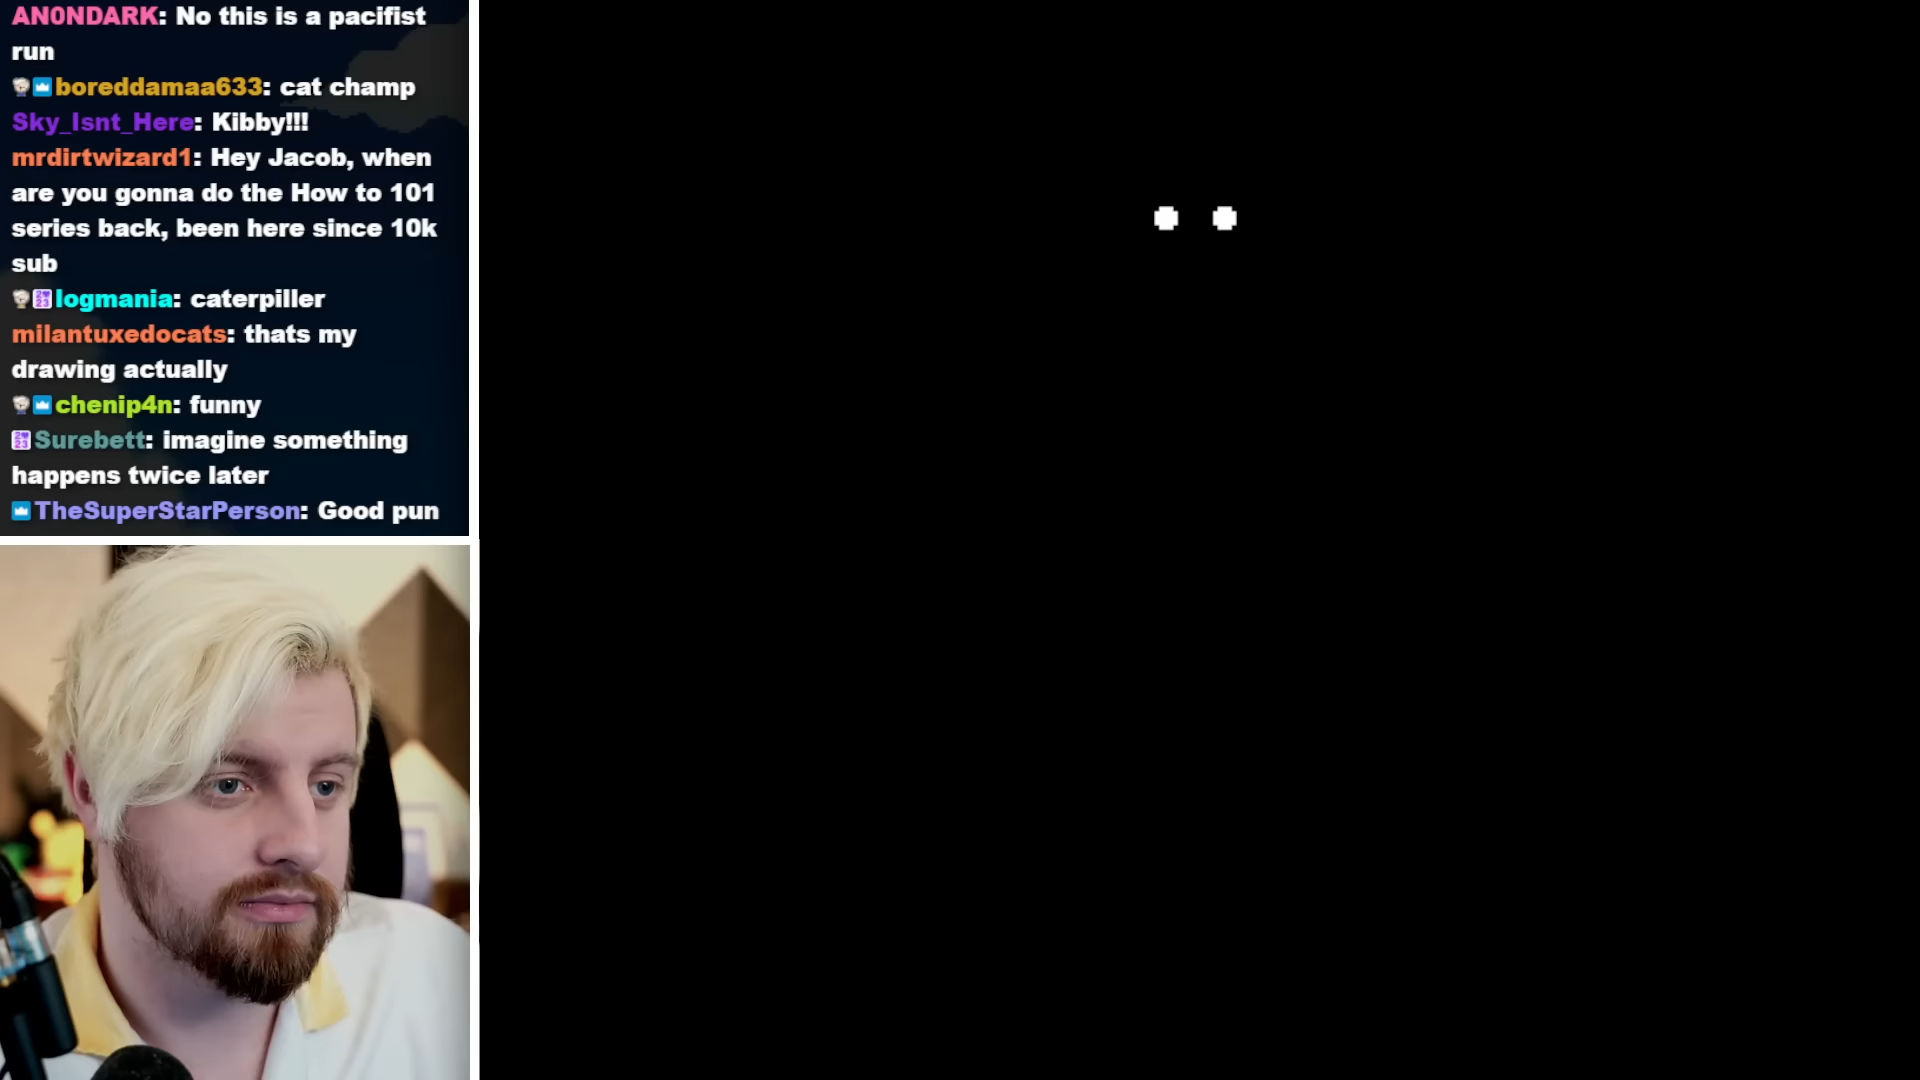 AN0NDARK: No this is a pacifist
run
boreddamaa633: cat champ
Sky_Isnt_Here: Kibby!!!
mrdirtwizard1: Hey Jacob, when
are you gonna do the How to 101
series back, been here since 10k
sub
logmania: caterpiller
milantuxedocats: thats my
drawing actually
chenip4n: funny
Surebett: imagine something
happens twice later
TheSuperStarPerson: Good pun